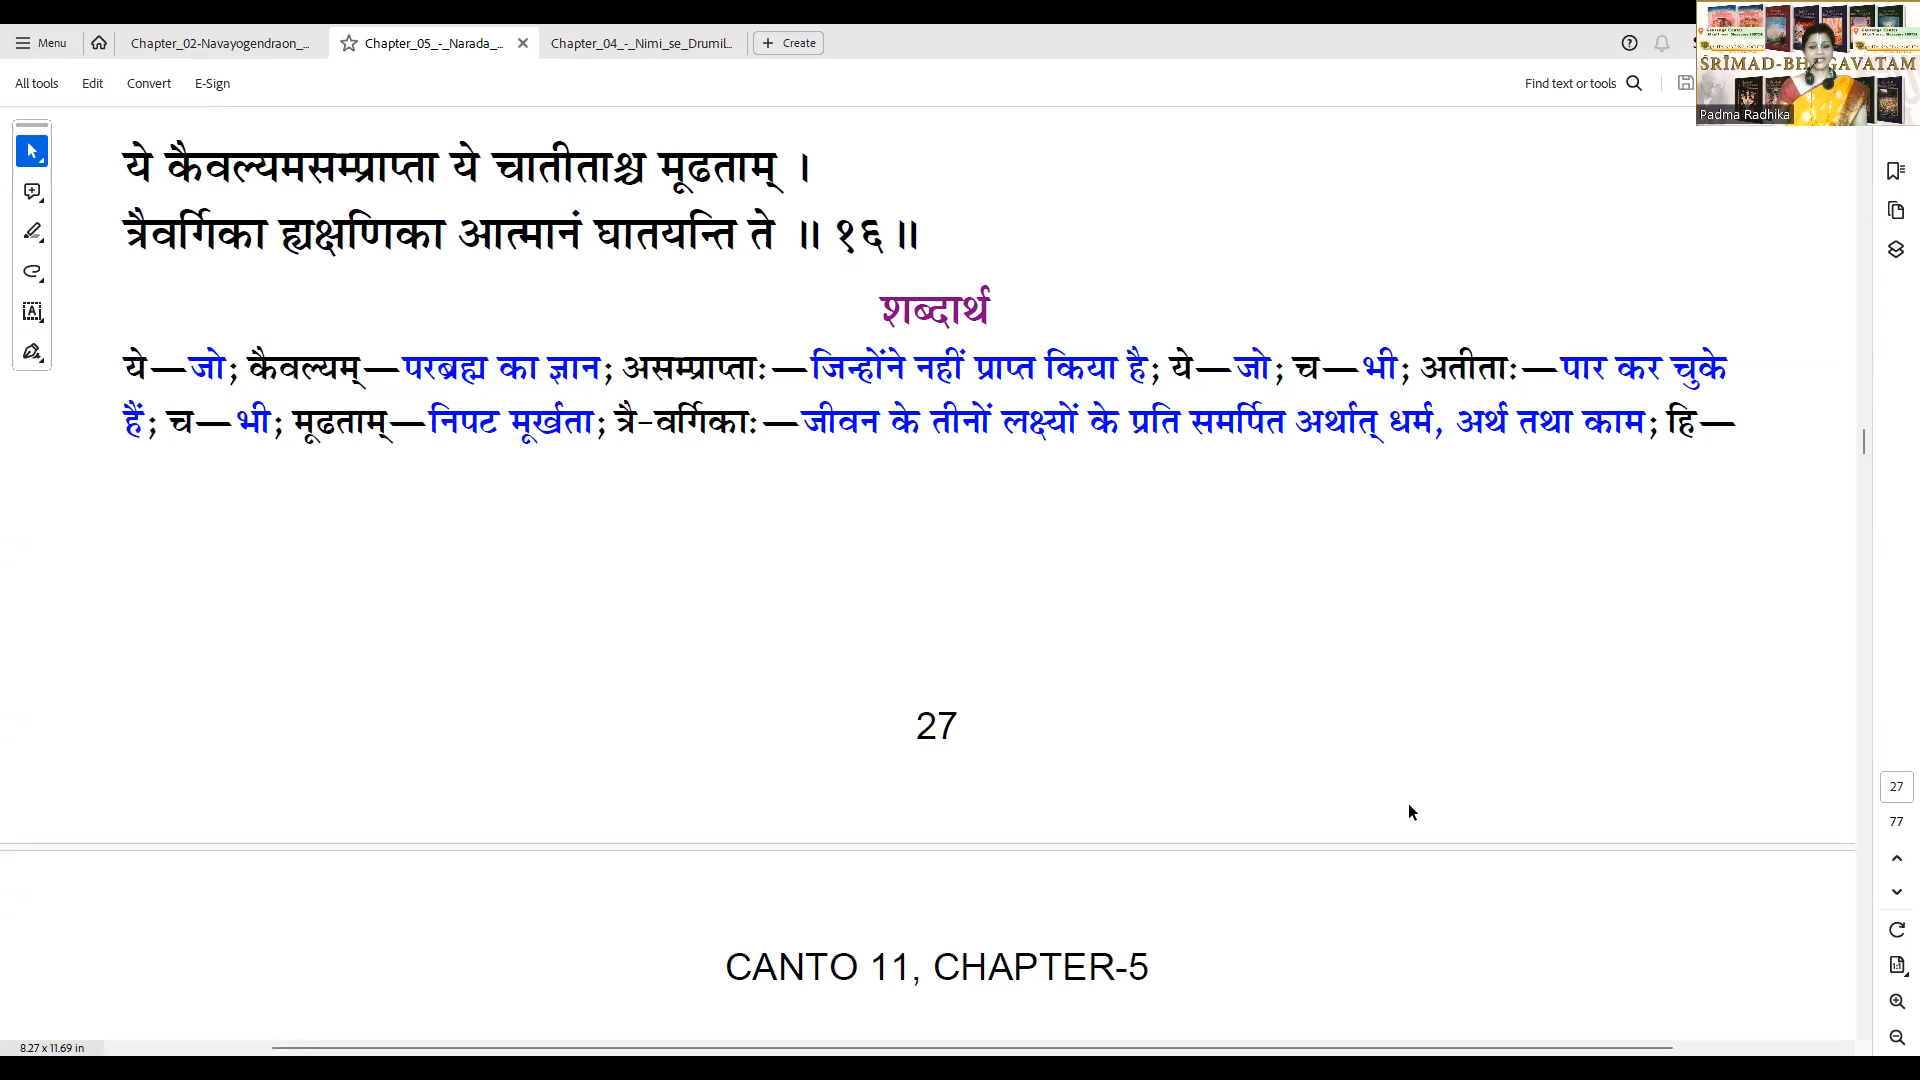 Menu
Chapter_02-Navayogendraon_...
Chapter_05_-_Narada_...
Chapter_04_-_Nimi_se_Drumil...
Create
All tools
Edit
Convert
E-Sign
Find text or tools
ŚRĪMAD-BHĀGAVATAM
Padma Radhika
ये कैवल्यमसम्प्राप्ता ये चातीताश्च मूढताम् ।
त्रैवर्गिका ह्यक्षणिका आत्मानं घातयन्ति ते ॥ १६ ॥
शब्दार्थ
ये—जो; कैवल्यम्—परब्रह्म का ज्ञान; असम्प्राप्ताः—जिन्होंने नहीं प्राप्त किया है; ये—जो; च—भी; अतीताः—पार कर चुके
हैं; च—भी; मूढताम्—निपट मूर्खता; त्रै-वर्गिकाः—जीवन के तीनों लक्ष्यों के प्रति समर्पित अर्थात् धर्म, अर्थ तथा काम; हि—
27
27
77
CANTO 11, CHAPTER-5
8.27 x 11.69 in